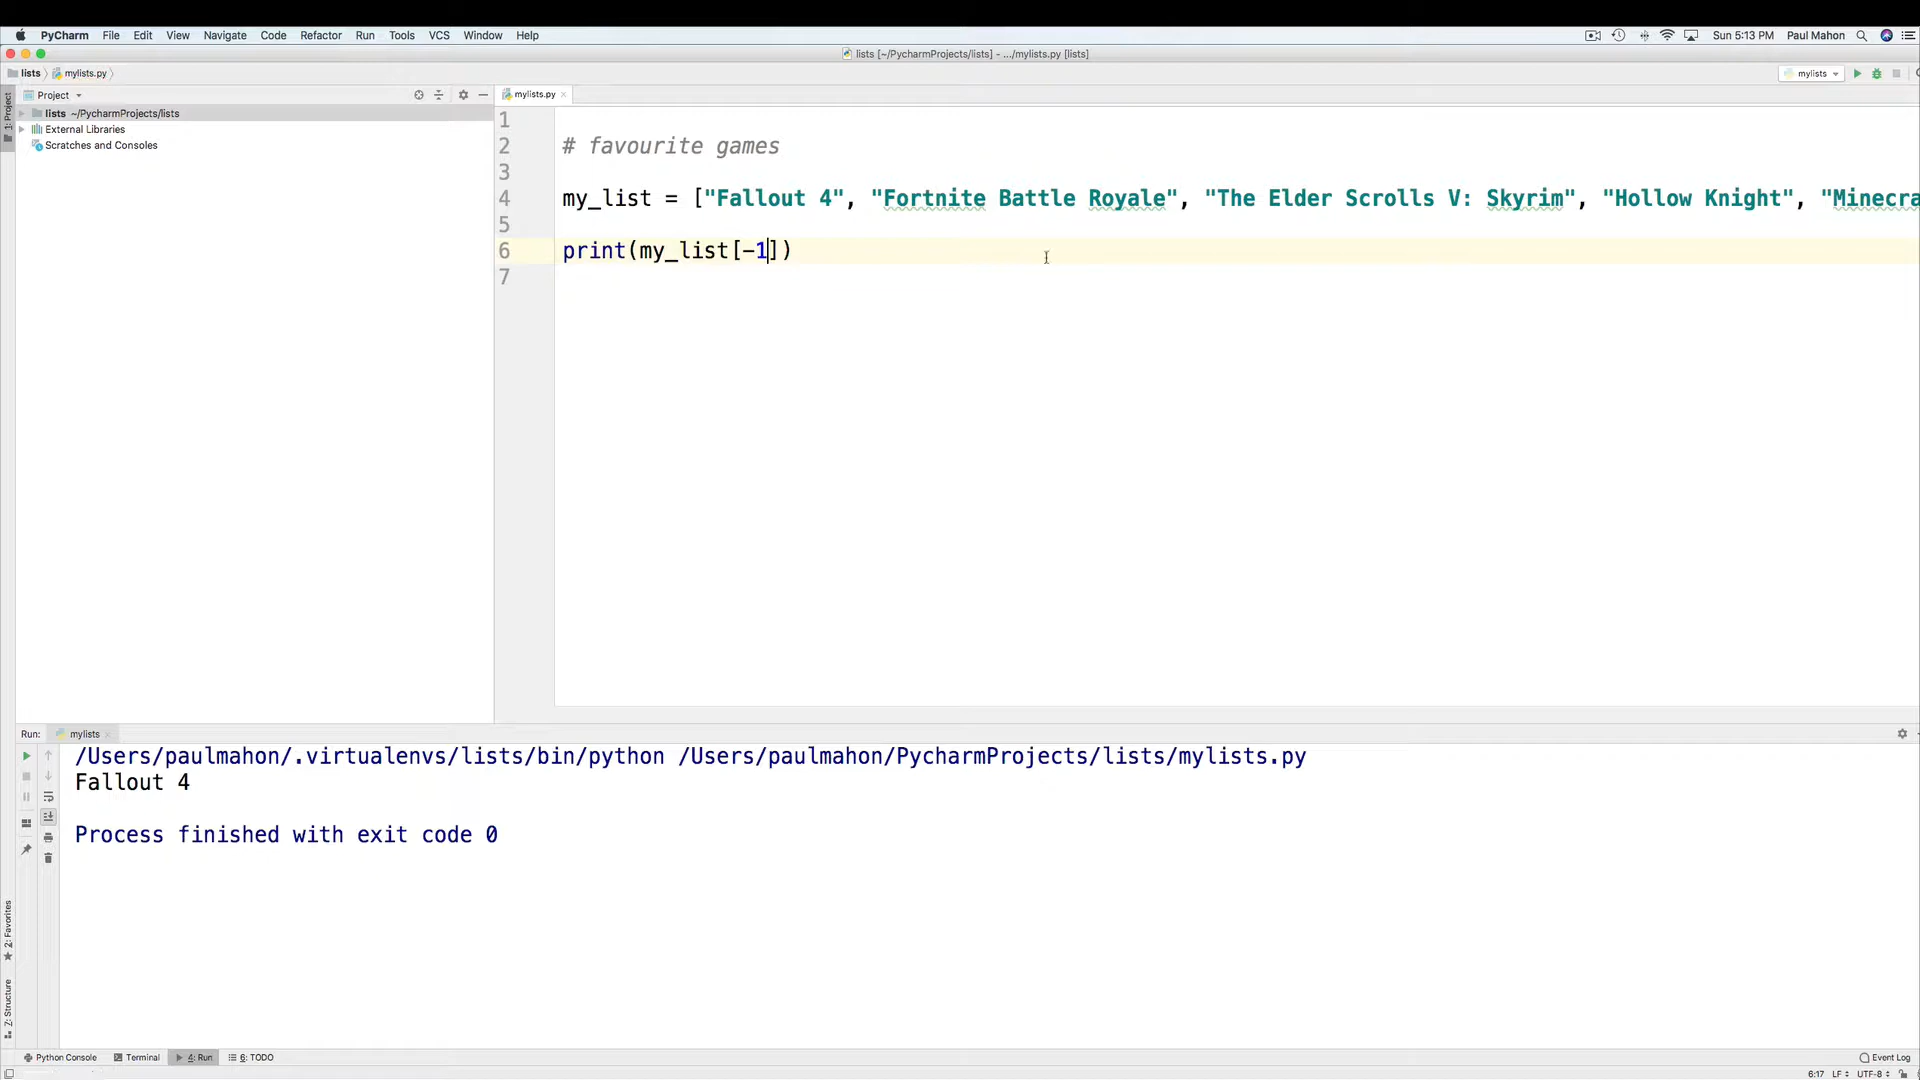 PyCharm File Edit View Navigate Code Refactor Run Tools VCS Window Help Sun 5:13 PM Paul Mahon
lists [~/PycharmProjects/lists] - .../mylists.py [lists]
lists mylists.py mylists
Project
mylists.py
1: Project
lists ~/PycharmProjects/lists
External Libraries
Scratches and Consoles
1
2 # favourite games
3
4 my_list = ["Fallout 4", "Fortnite Battle Royale", "The Elder Scrolls V: Skyrim", "Hollow Knight", "Minecra
5
6 print(my_list[-1])
7
Run: mylists
/Users/paulmahon/.virtualenvs/lists/bin/python /Users/paulmahon/PycharmProjects/lists/mylists.py
Fallout 4
Process finished with exit code 0
2: Favorites
Z: Structure
Python Console Terminal 4: Run 6: TODO Event Log
6:17 LF UTF-8